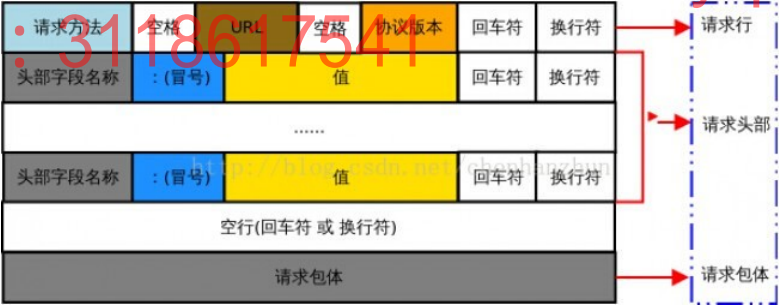 请求方法 空格 URL 空格 协议版本 回车符 换行符 请求行
:3118617541
头部字段名称 :(冒号) 值 回车符 换行符
...... 请求头部
http://blog.csdn.net/chenhanzhun
头部字段名称 :(冒号) 值 回车符 换行符
空行(回车符 或 换行符)
请求包体 请求包体